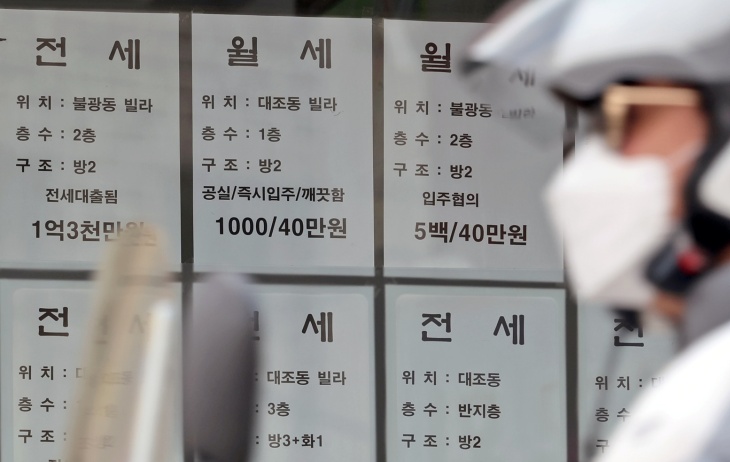 전 세
위 치 : 불광동 빌라
층 수 : 2층
구 조 : 방2
전세대출됨
1억3천만원
월 세
위 치 : 대조동 빌라
층 수 : 1층
구 조 : 방2
공실/즉시입주/깨끗함
1000/40만원
월 세
위 치 : 불광동 빌라
층 수 : 2층
구 조 : 방2
입주협의
5백/40만원
전
위 치 :
층 수 :
구 조 :
세
: 대조동 빌라
: 3층
: 방3+화1
전 세
위 치 : 대조동
층 수 : 반지층
구 조 : 방2
전
위 치 :
층 수
구